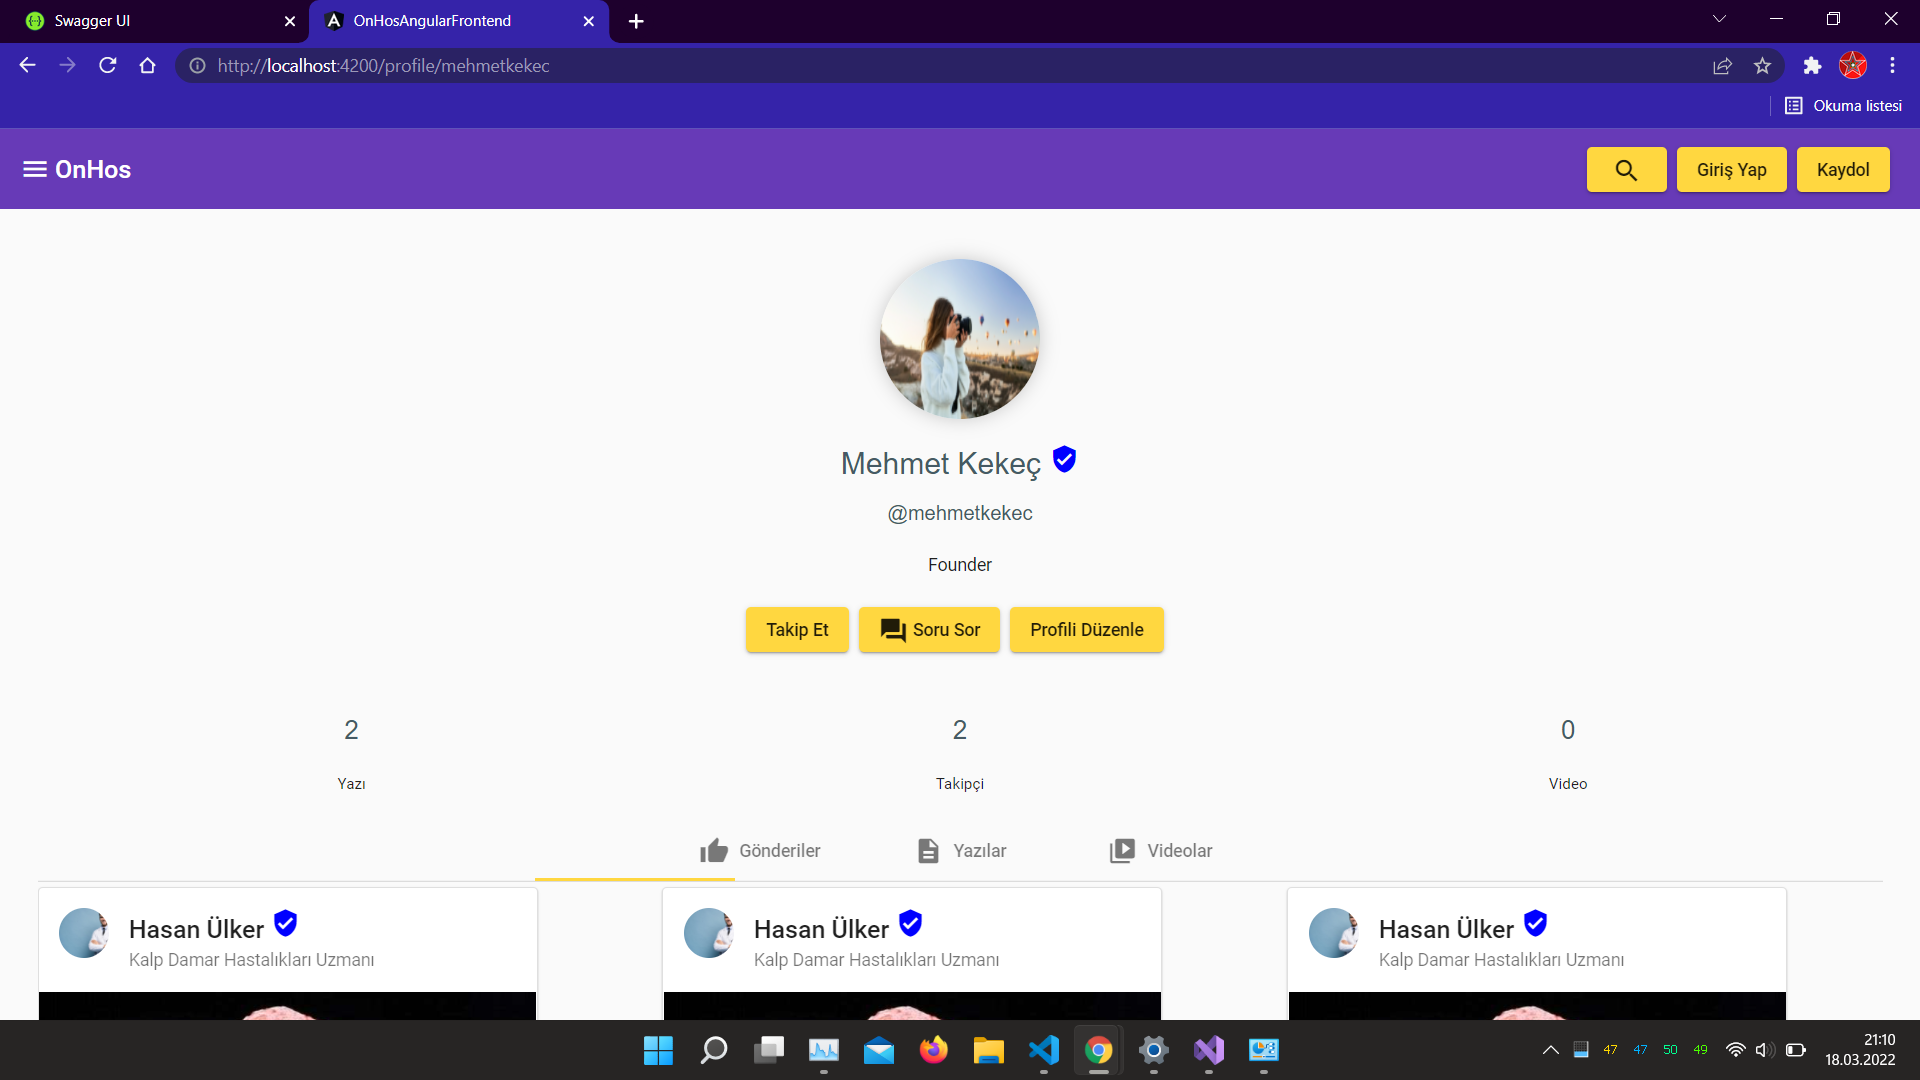 Swagger UI
OnHosAngularFrontend
http://localhost:4200/profile/mehmetkekec
Okuma listesi
OnHos
Giriş Yap
Kaydol
Mehmet Kekeç
@mehmetkekec
Founder
Takip Et
Soru Sor
Profili Düzenle
2
2
0
Yazı
Takipçi
Video
Gönderiler
Yazılar
Videolar
Hasan Ülker
Kalp Damar Hastalıkları Uzmanı
Hasan Ülker
Kalp Damar Hastalıkları Uzmanı
Hasan Ülker
Kalp Damar Hastalıkları Uzmanı
47 47 50 49
21:10
18.03.2022